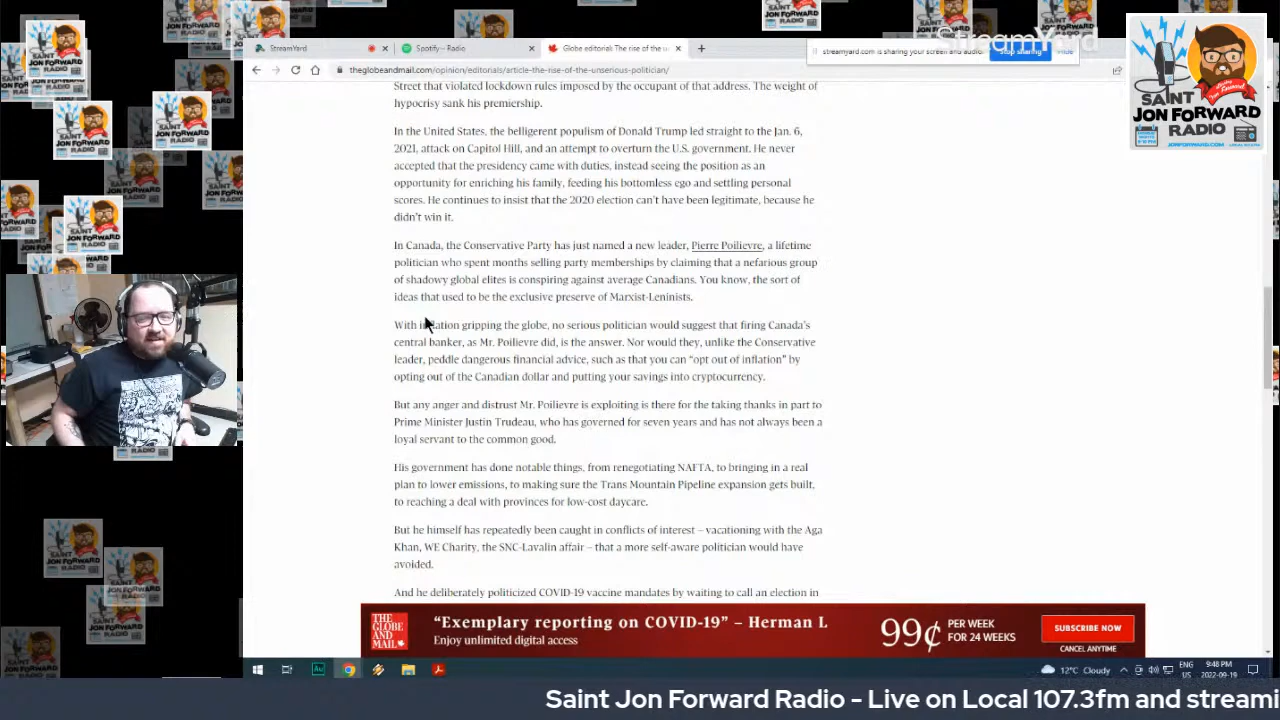 StreamYard
Spotify – Radio
Globe editorial: The rise of the u
streamyard.com is sharing your screen and audio.
Hide
theglobeandmail.com/opinion/editorials/article-the-rise-of-the-unserious-politician/
SAINT
JON FORWARD
RADIO
JONFORWARD.COM
Street that violated lockdown rules imposed by the occupant of that address. The weight of
hypocrisy sank his premiership.
In the United States, the belligerent populism of Donald Trump led straight to the Jan. 6,
2021, attack on Capitol Hill, and an attempt to overturn the U.S. government. He never
accepted that the presidency came with duties, instead seeing the position as an
opportunity for enriching his family, feeding his bottomless ego and settling personal
scores. He continues to insist that the 2020 election can't have been legitimate, because he
didn't win it.
In Canada, the Conservative Party has just named a new leader, Pierre Poilievre, a lifetime
politician who spent months selling party memberships by claiming that a nefarious group
of shadowy global elites is conspiring against average Canadians. You know, the sort of
ideas that used to be the exclusive preserve of Marxist-Leninists.
With inflation gripping the globe, no serious politician would suggest that firing Canada's
central banker, as Mr. Poilievre did, is the answer. Nor would they, unlike the Conservative
leader, peddle dangerous financial advice, such as that you can “opt out of inflation” by
opting out of the Canadian dollar and putting your savings into cryptocurrency.
But any anger and distrust Mr. Poilievre is exploiting is there for the taking thanks in part to
Prime Minister Justin Trudeau, who has governed for seven years and has not always been a
loyal servant to the common good.
His government has done notable things, from renegotiating NAFTA, to bringing in a real
plan to lower emissions, to making sure the Trans Mountain Pipeline expansion gets built,
to reaching a deal with provinces for low-cost daycare.
But he himself has repeatedly been caught in conflicts of interest – vacationing with the Aga
Khan, WE Charity, the SNC-Lavalin affair – that a more self-aware politician would have
avoided.
And he deliberately politicized COVID-19 vaccine mandates by waiting to call an election in
THE
GLOBE
AND
MAIL
“Exemplary reporting on COVID-19” – Herman L
Enjoy unlimited digital access
99¢
PER WEEK
FOR 24 WEEKS
SUBSCRIBE NOW
CANCEL ANYTIME
12°C Cloudy
ENG
US
9:48 PM
2022-09-19
Saint Jon Forward Radio - Live on Local 107.3fm and streami